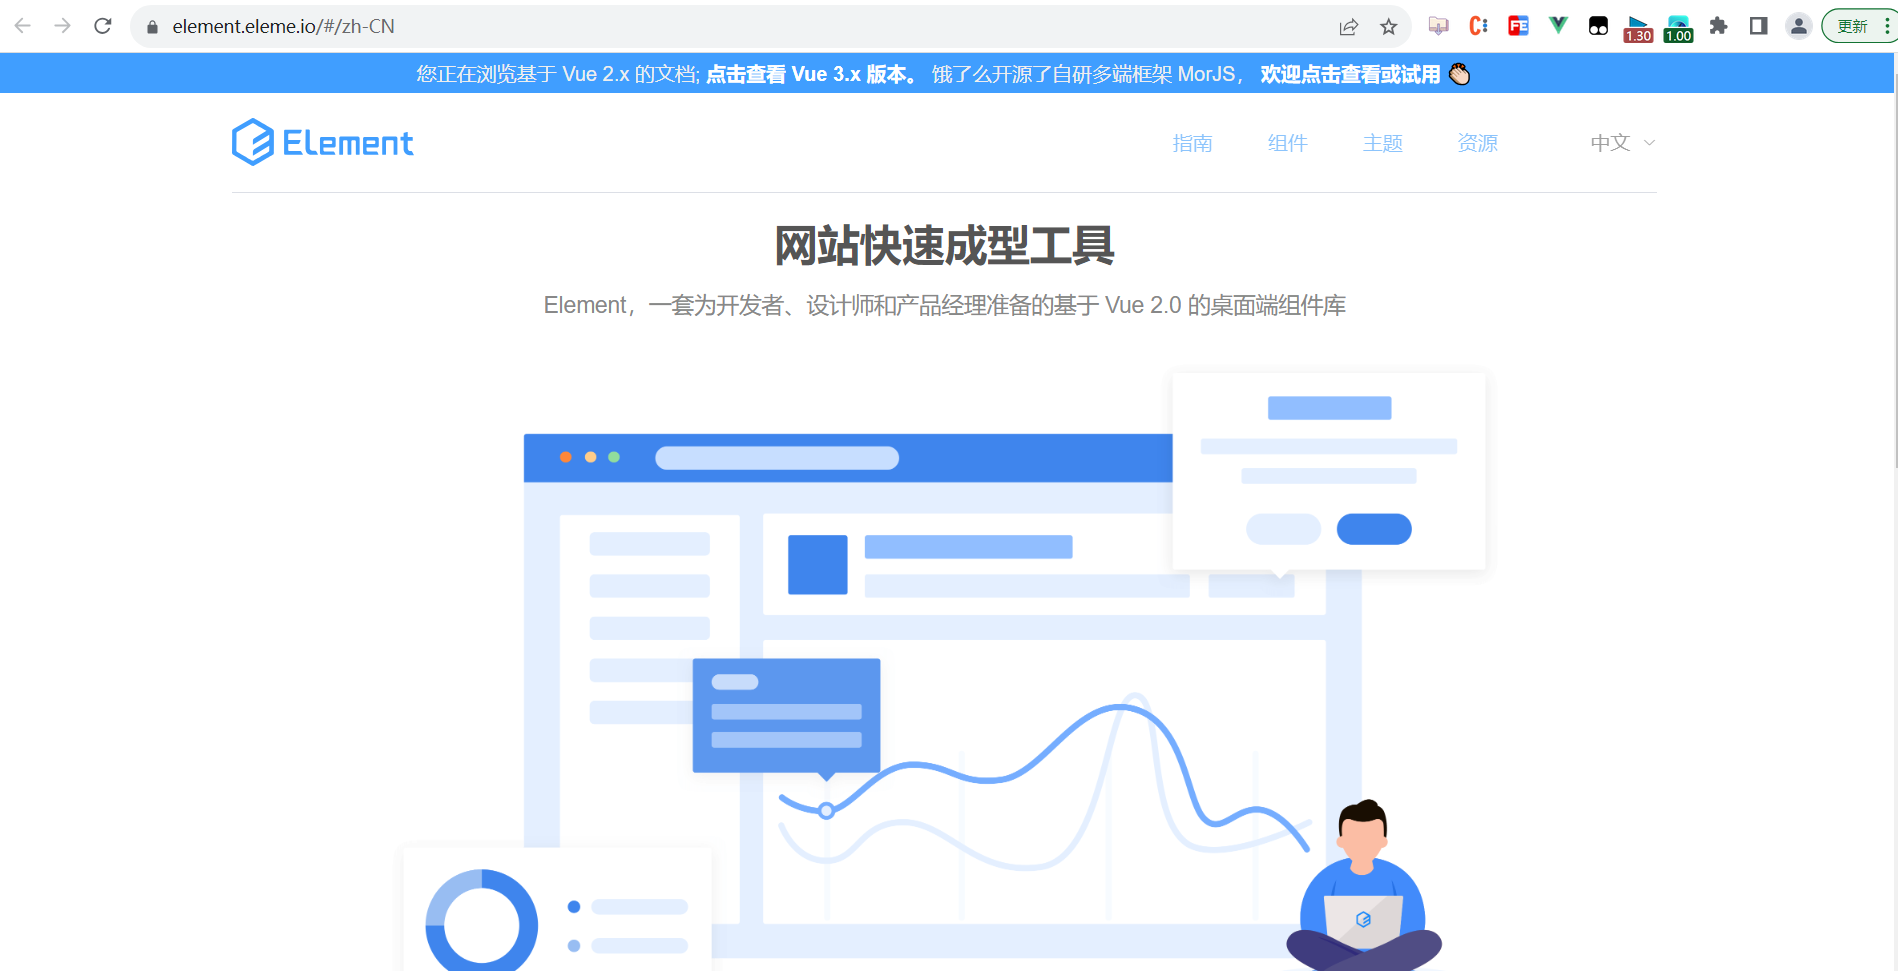 element.eleme.io/#/zh-CN
1.30
1.00
更新
您正在浏览基于 Vue 2.x 的文档; 点击查看 Vue 3.x 版本。 饿了么开源了自研多端框架 MorJS， 欢迎点击查看或试用 👏🏻
Element
指南
组件
主题
资源
中文
网站快速成型工具
Element，一套为开发者、设计师和产品经理准备的基于 Vue 2.0 的桌面端组件库